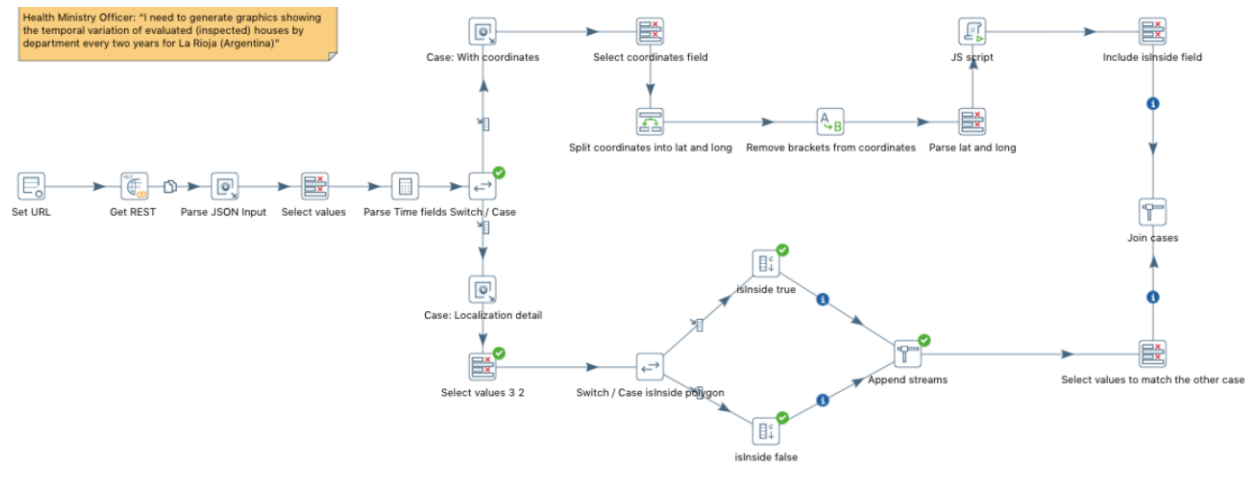 Health Ministry Officer: “I need to generate graphics showing
the temporal variation of evaluated (inspected) houses by
department every two years for La Rioja (Argentina)”
Case: With coordinates
Select coordinates field
JS script
Include isInside field
Split coordinates into lat and long
Remove brackets from coordinates
Parse lat and long
Set URL
REST
Get REST
Parse JSON Input
Select values
Parse Time fields
Switch / Case
Join cases
isInside true
Case: Localization detail
Select values 3 2
Switch / Case isInside polygon
Append streams
Select values to match the other case
isInside false